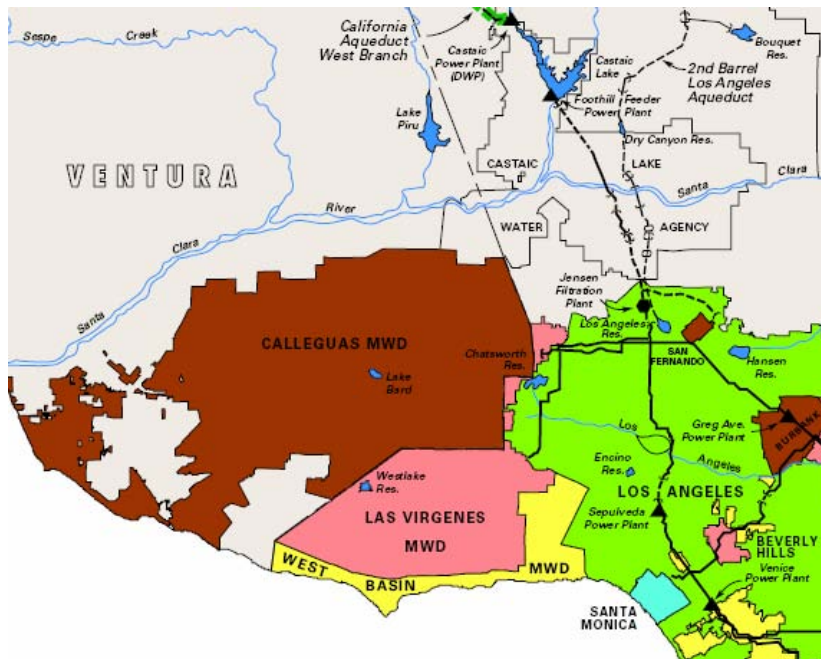 Sespe Creek
California
Aqueduct
West Branch
Castaic
Power Plant
(DWP)
Castaic
Lake
Bouquet
Res.
2nd Barrel
Los Angeles
Aqueduct
Foothill Feeder
Power Plant
Lake
Piru
Dry Canyon Res.
CASTAIC LAKE
VENTURA
Santa Clara
River
WATER AGENCY
Clara
Santa
Jensen
Filtration
Plant
Los Angeles
Res.
CALLEGUAS MWD
Chatsworth
Res.
SAN
FERNANDO
Hansen
Res.
Lake
Bard
Greg Ave.
Power Plant
BURBANK
Los Angeles
Encino
Res.
Westlake
Res.
LOS ANGELES
LAS VIRGENES
MWD
Sepulveda
Power Plant
BEVERLY
HILLS
WEST BASIN MWD
Venice
Power Plant
SANTA
MONICA